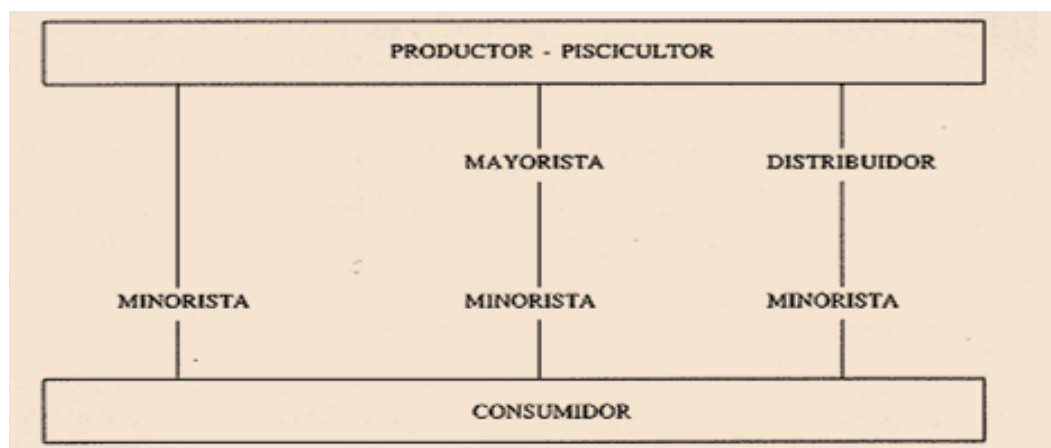 PRODUCTOR - PISCICULTOR
MAYORISTA DISTRIBUIDOR
MINORISTA MINORISTA MINORISTA
CONSUMIDOR